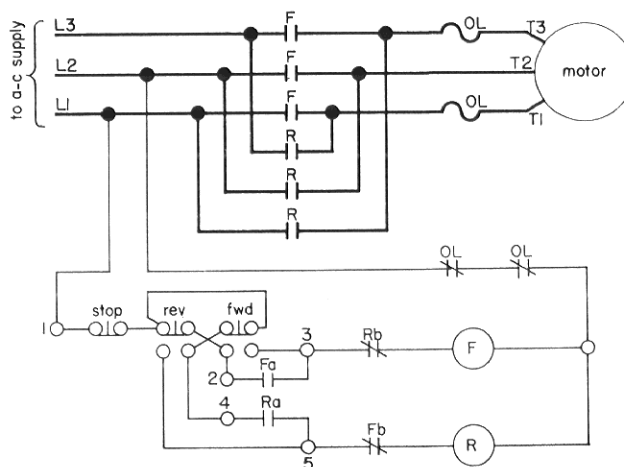 to a-c supply
L3
F
OL
T3
L2
F
T2
motor
L1
F
OL
T1
R
R
R
OL
OL
1
stop
rev
fwd
3
Rb
F
2
Fa
4
Ra
5
Fb
R